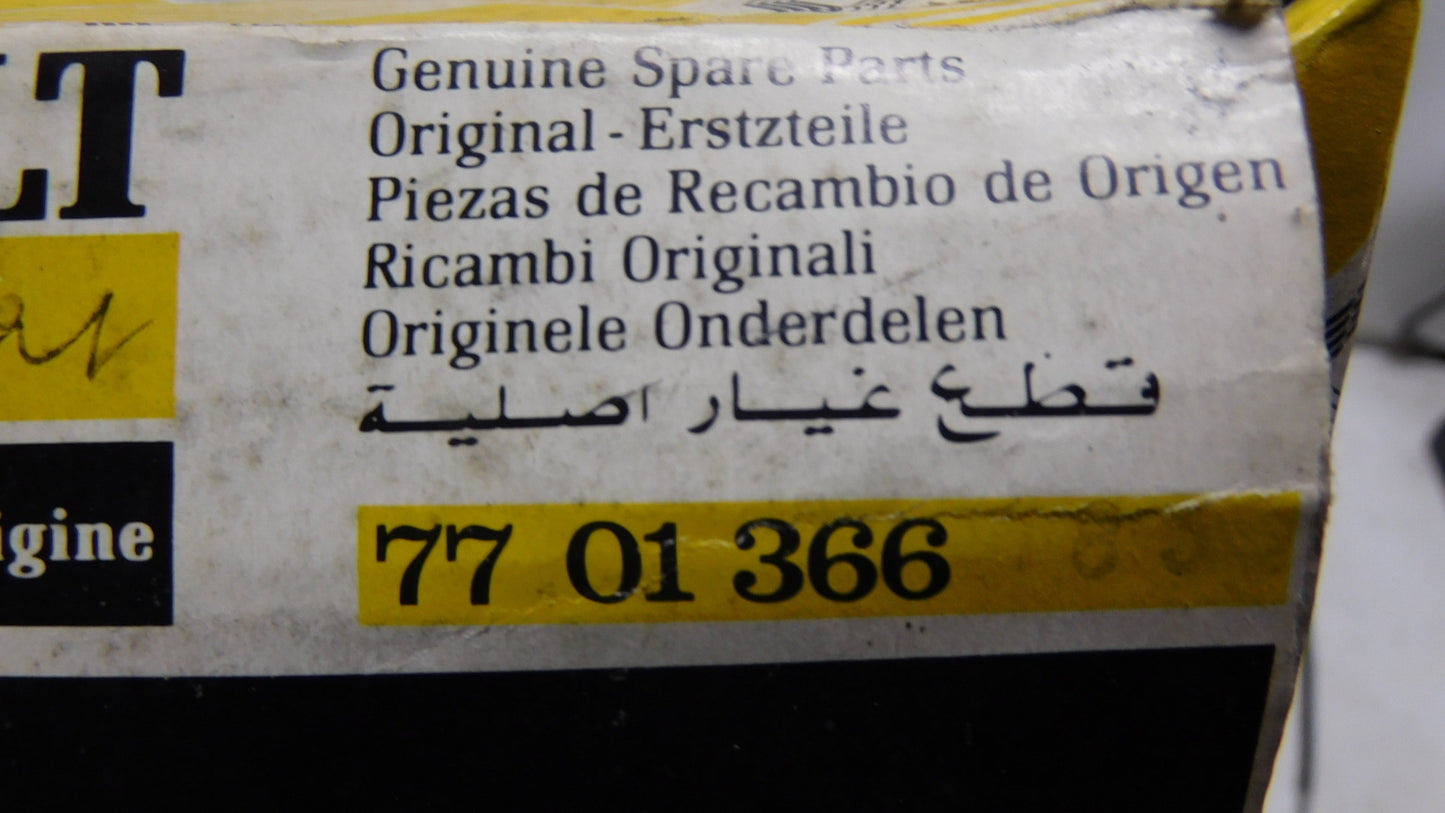 LT
Genuine Spare Parts
Original - Erstzteile
Piezas de Recambio de Origen
Ricambi Originali
Originele Onderdelen
قطع غيار اصلية
igine
77 01 366